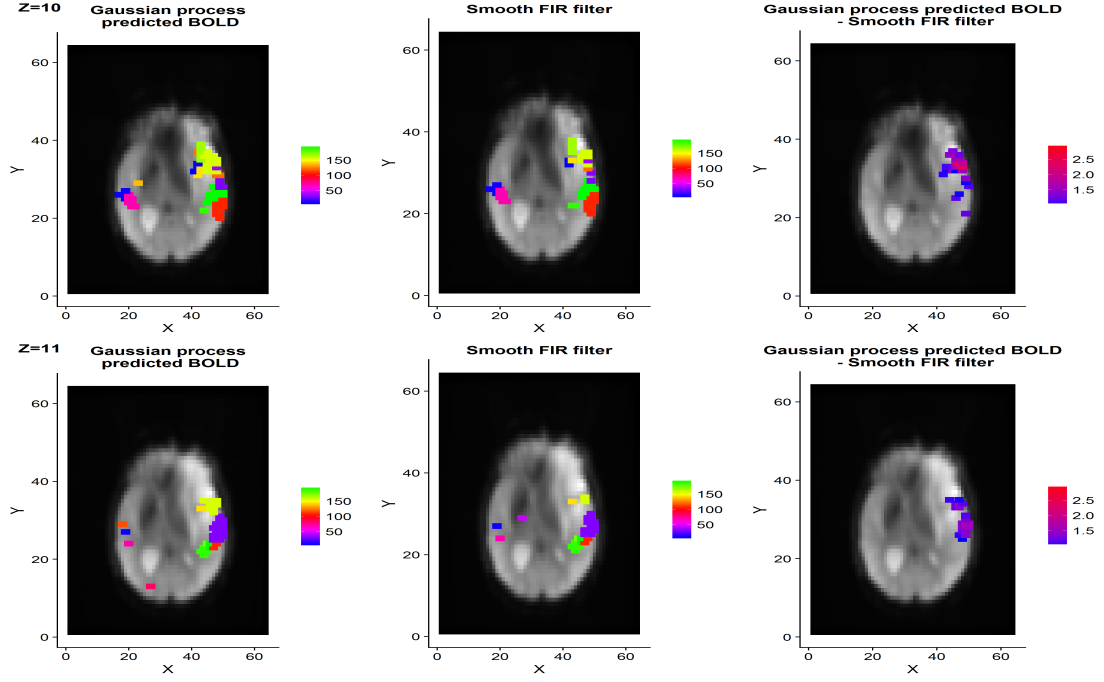 Z=10
Gaussian process
predicted BOLD
Smooth FIR filter
Gaussian process predicted BOLD
- Smooth FIR filter
60
40
20
0
Y
0 20 40 60
X
150
100
50
60
40
20
0
Y
0 20 40 60
X
150
100
50
60
40
20
0
Y
0 20 40 60
X
2.5
2.0
1.5
Z=11
Gaussian process
predicted BOLD
Smooth FIR filter
Gaussian process predicted BOLD
- Smooth FIR filter
60
40
20
0
Y
0 20 40 60
X
150
100
50
60
40
20
0
Y
0 20 40 60
X
150
100
50
60
40
20
0
Y
0 20 40 60
X
2.5
2.0
1.5